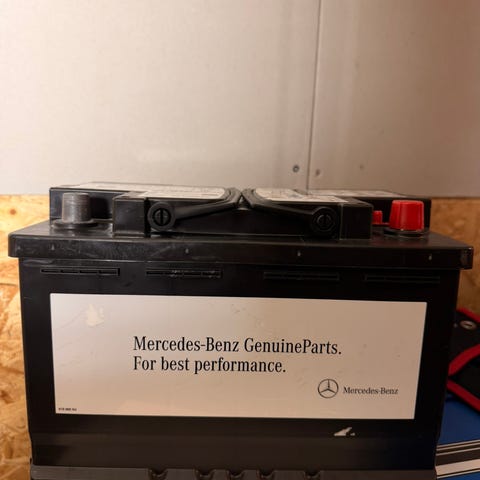 Mercedes-Benz GenuineParts.
For best performance.
Mercedes-Benz